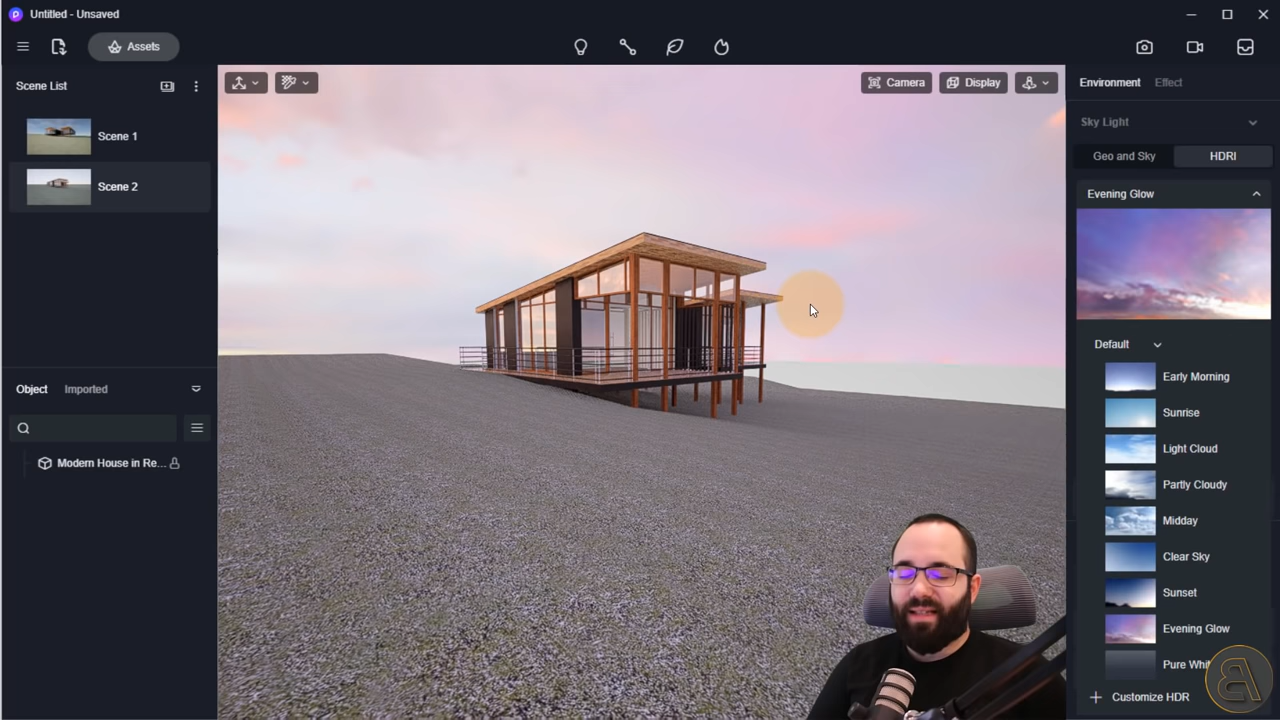 Untitled - Unsaved
Assets
Scene List
Scene 1
Scene 2
Object
Imported
Modern House in Re...
Camera
Display
Environment
Effect
Sky Light
Geo and Sky
HDRI
Evening Glow
Default
Early Morning
Sunrise
Light Cloud
Partly Cloudy
Midday
Clear Sky
Sunset
Evening Glow
Pure Whi
Customize HDR